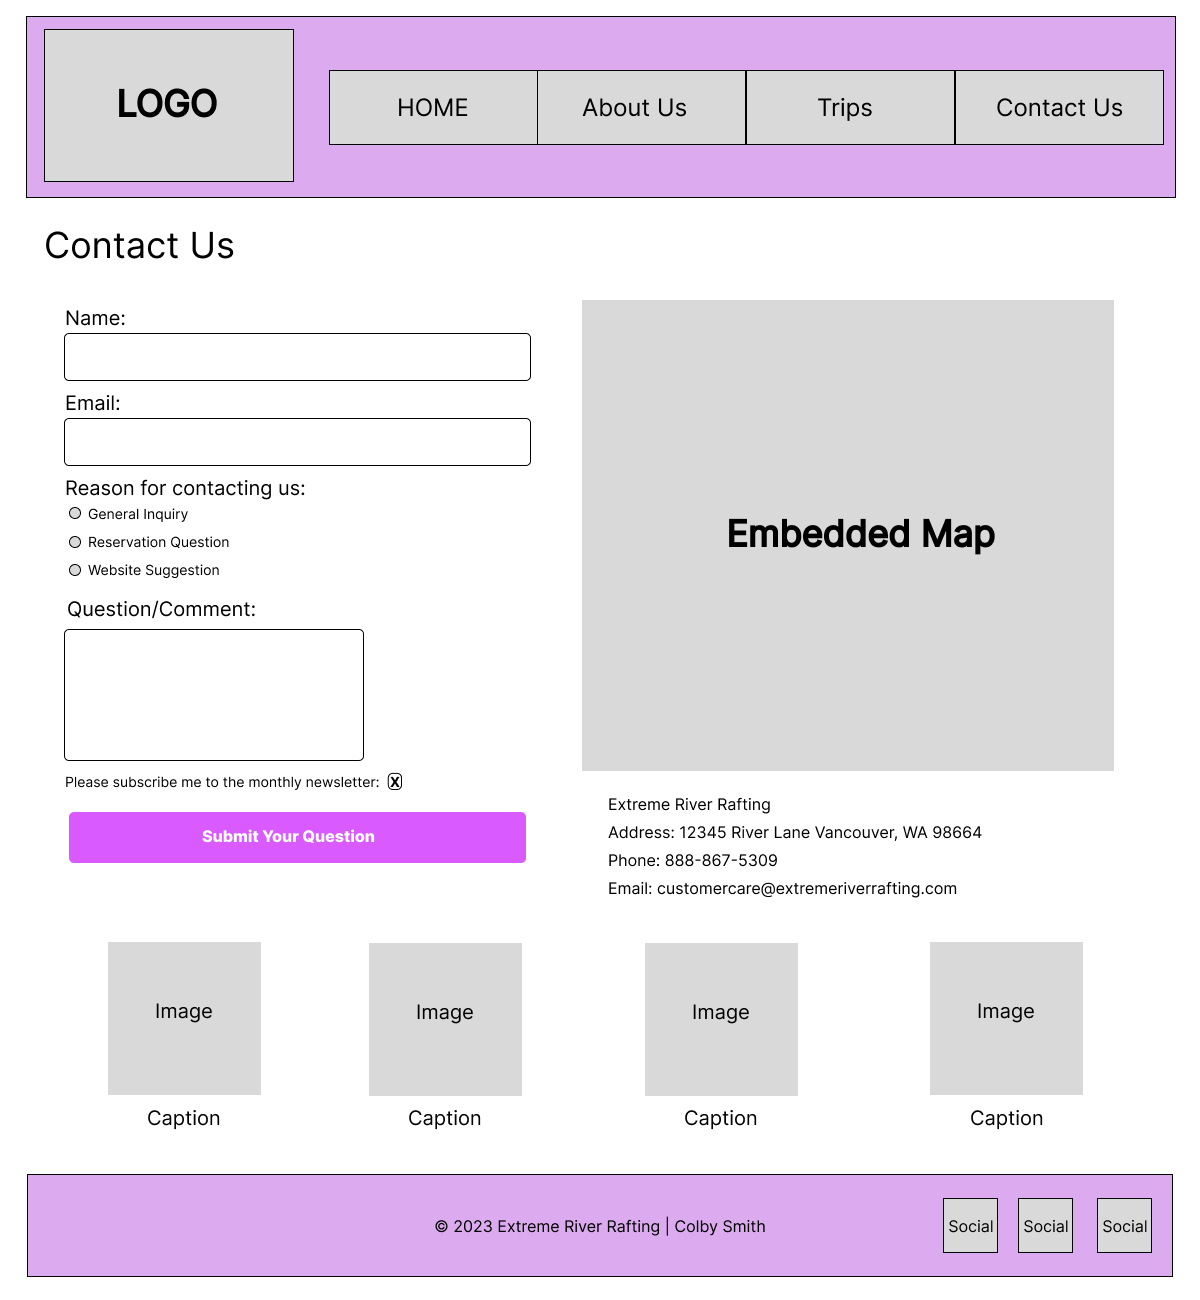 LOGO
HOME
About Us
Trips
Contact Us
Contact Us
Name:
Email:
Reason for contacting us:
General Inquiry
Reservation Question
Website Suggestion
Question/Comment:
Please subscribe me to the monthly newsletter: X
Submit Your Question
Embedded Map
Extreme River Rafting
Address: 12345 River Lane Vancouver, WA 98664
Phone: 888-867-5309
Email: customercare@extremeriverrafting.com
Image
Caption
Image
Caption
Image
Caption
Image
Caption
© 2023 Extreme River Rafting | Colby Smith
Social
Social
Social